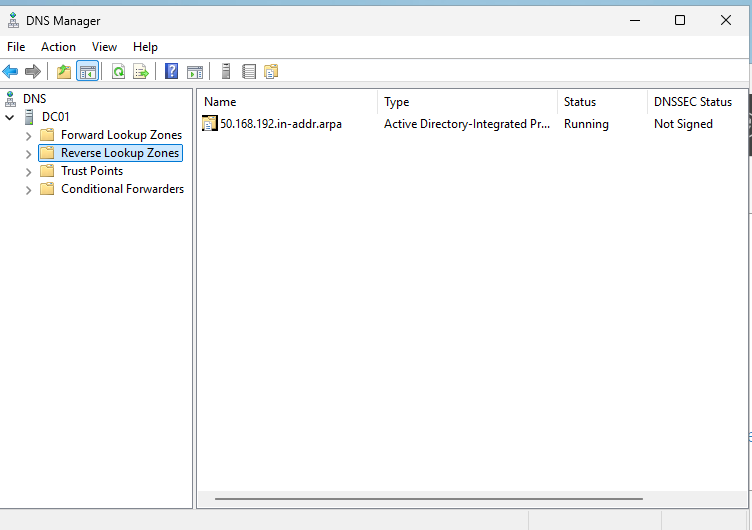 DNS Manager
File Action View Help
DNS
DC01
Forward Lookup Zones
Reverse Lookup Zones
Trust Points
Conditional Forwarders
Name Type Status DNSSEC Status
50.168.192.in-addr.arpa Active Directory-Integrated Pr... Running Not Signed